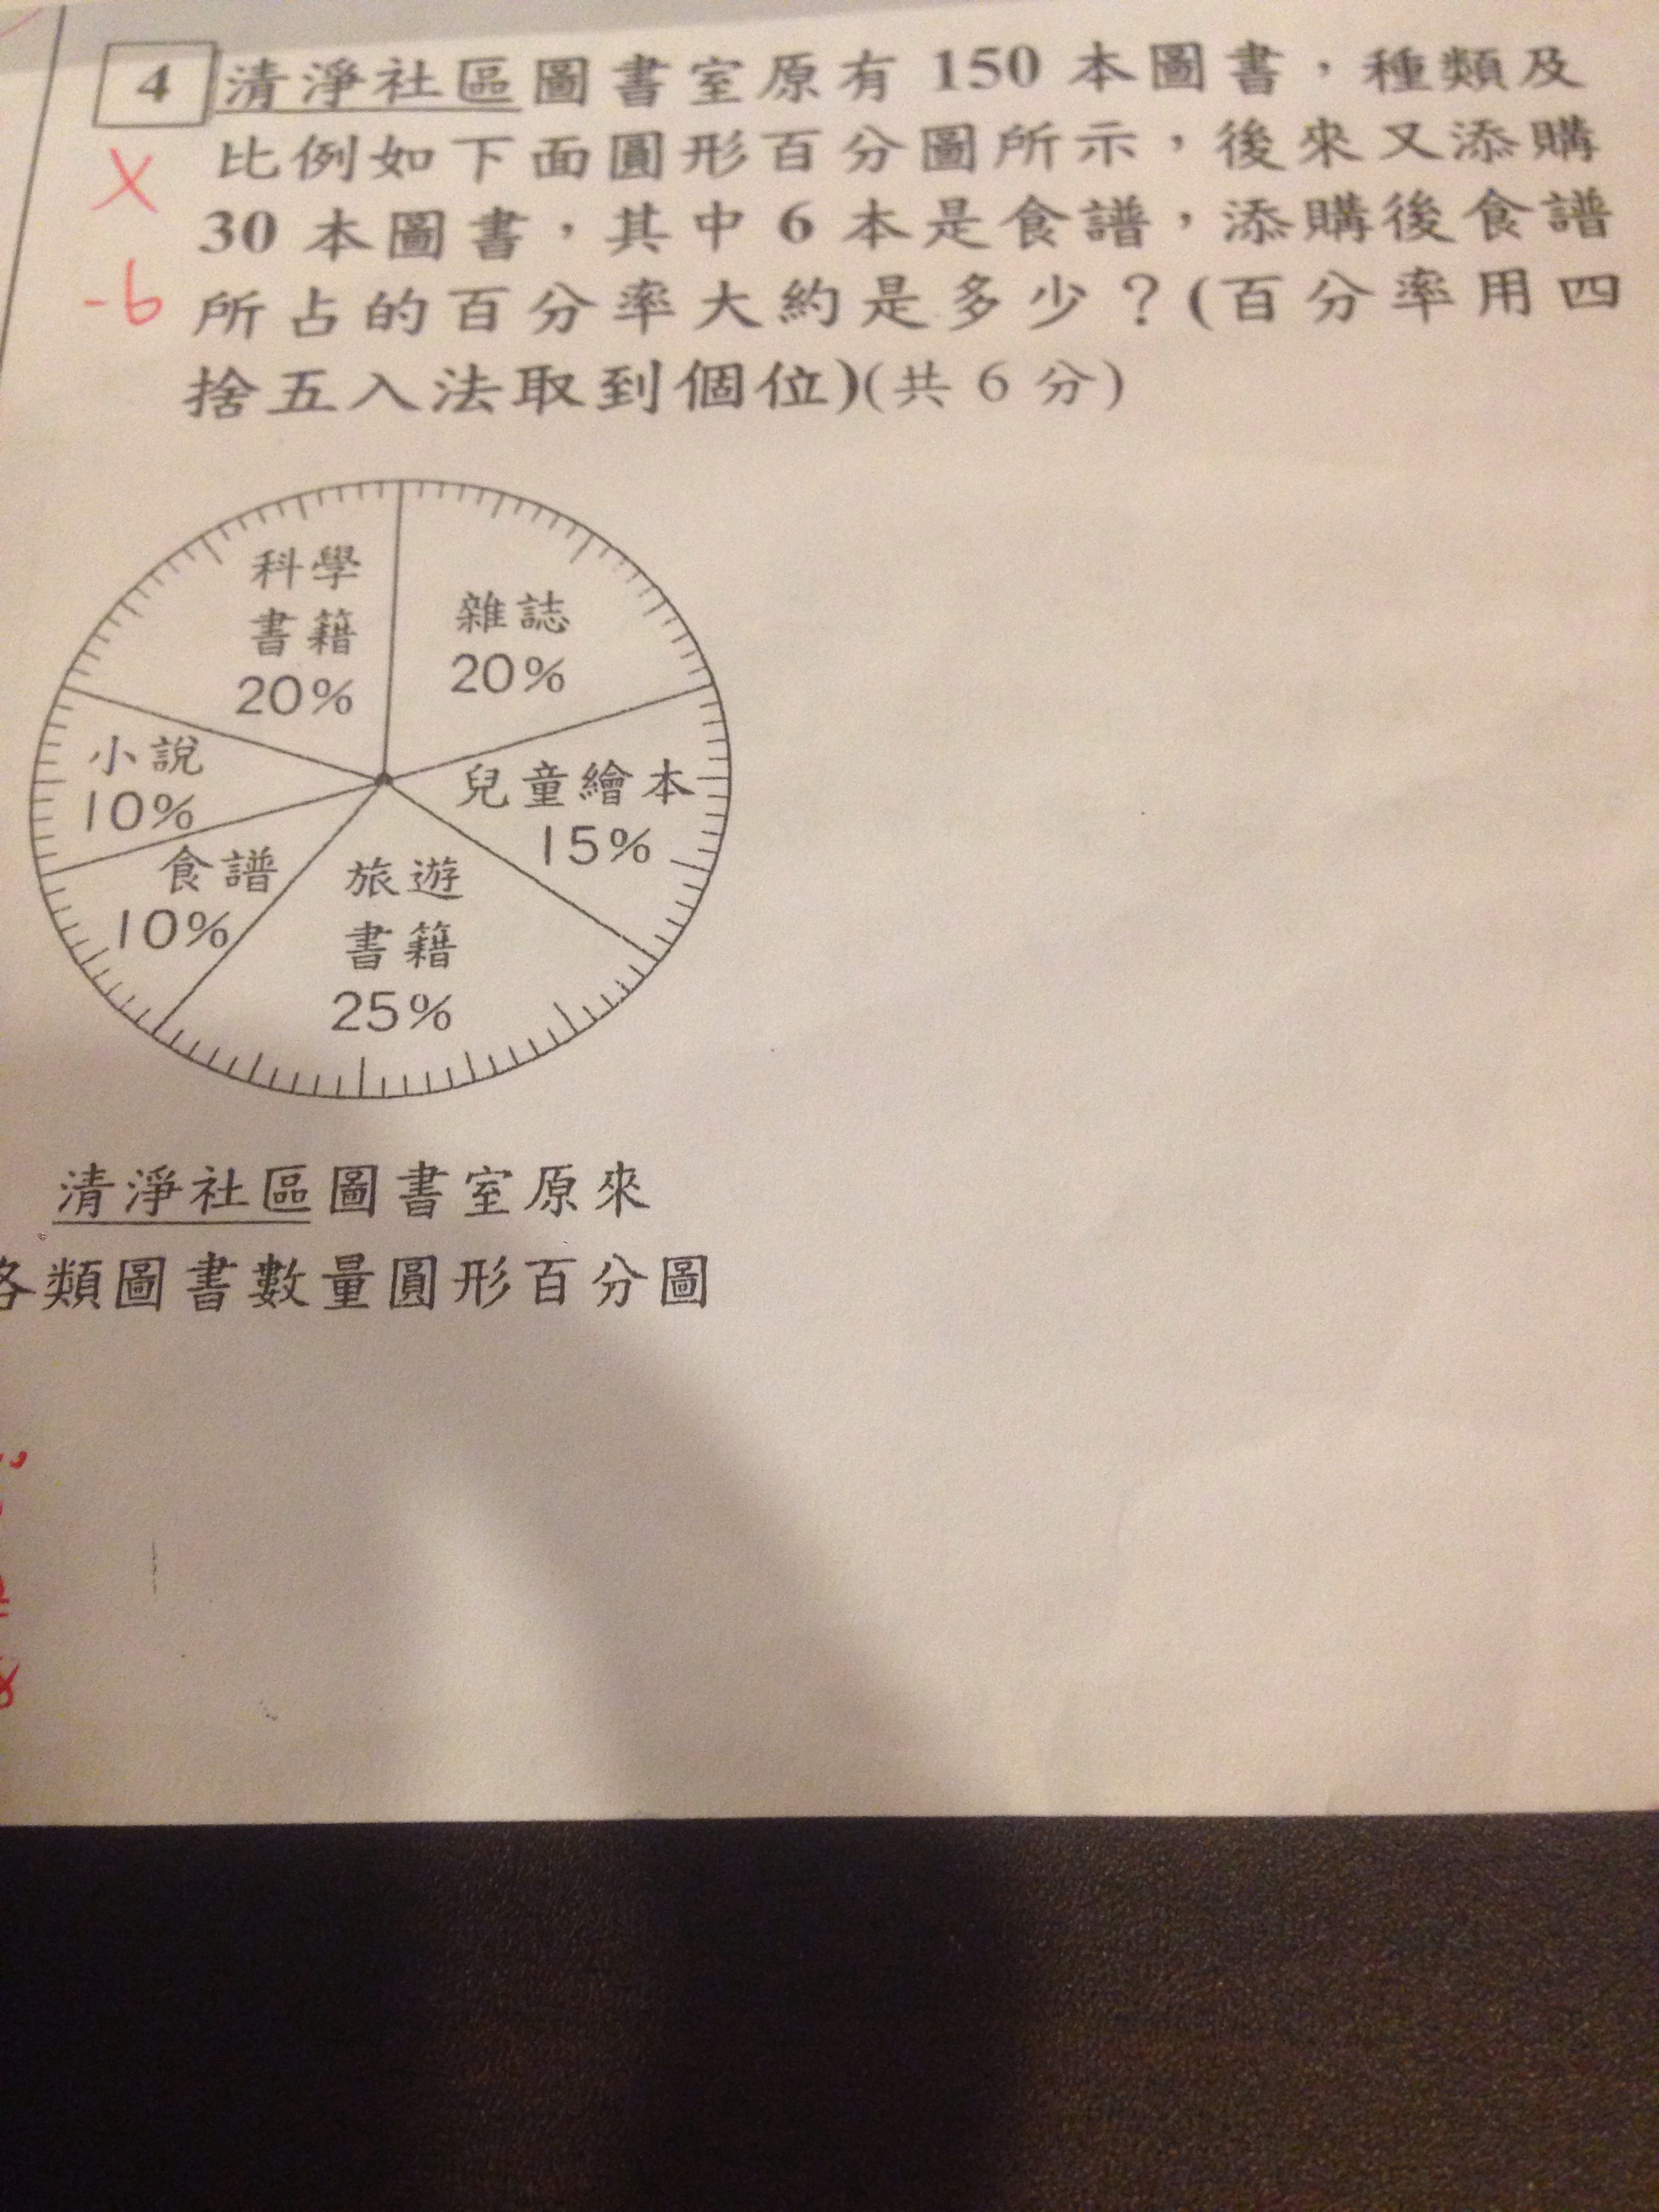 4 清淨社區圖書室原有 150 本圖書，種類及
X 比例如下面圓形百分圖所示，後來又添購
30 本圖書，其中 6 本是食譜，添購後食譜
-6 所占的百分率大約是多少？(百分率用四
捨五入法取到個位)(共 6 分)
科學
書籍
20%
雜誌
20%
小說
10%
兒童繪本
15%
食譜
10%
旅遊
書籍
25%
清淨社區圖書室原來
各類圖書數量圓形百分圖